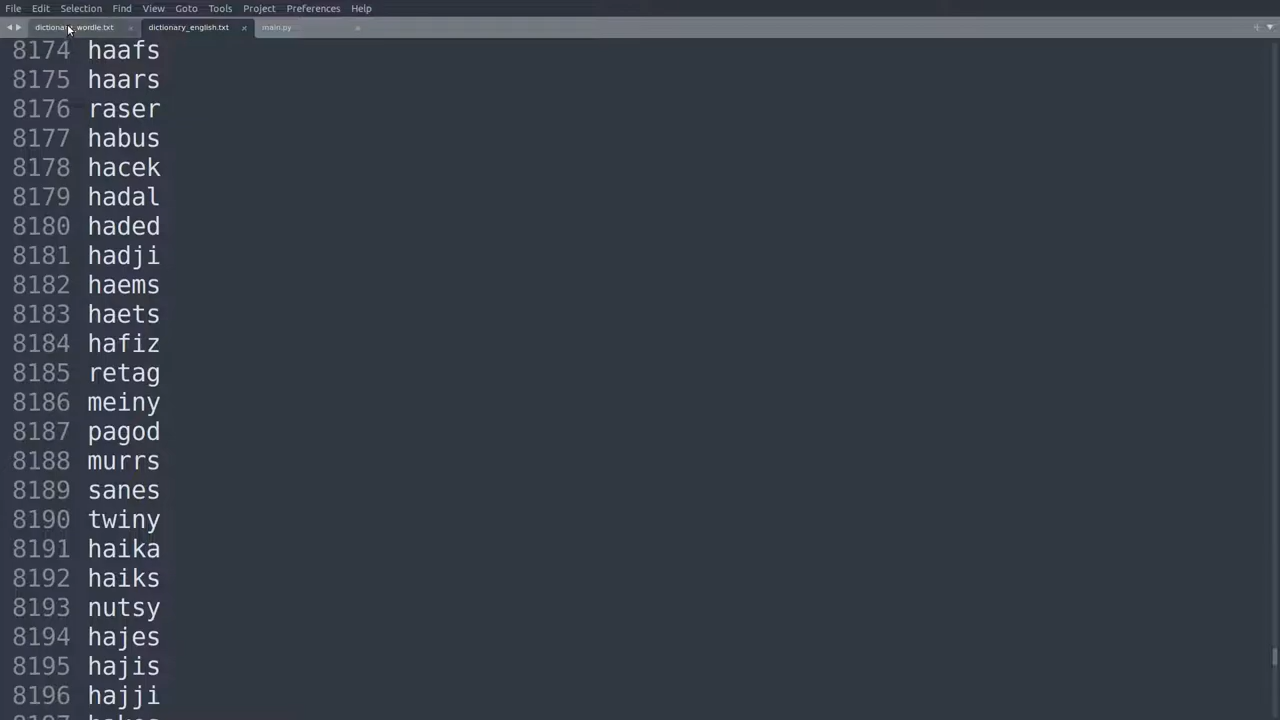 File Edit Selection Find View Goto Tools Project Preferences Help
dictionary_wordle.txt dictionary_english.txt main.py
8174 haafs
8175 haars
8176 raser
8177 habus
8178 hacek
8179 hadal
8180 haded
8181 hadji
8182 haems
8183 haets
8184 hafiz
8185 retag
8186 meiny
8187 pagod
8188 murrs
8189 sanes
8190 twiny
8191 haika
8192 haiks
8193 nutsy
8194 hajes
8195 hajis
8196 hajji